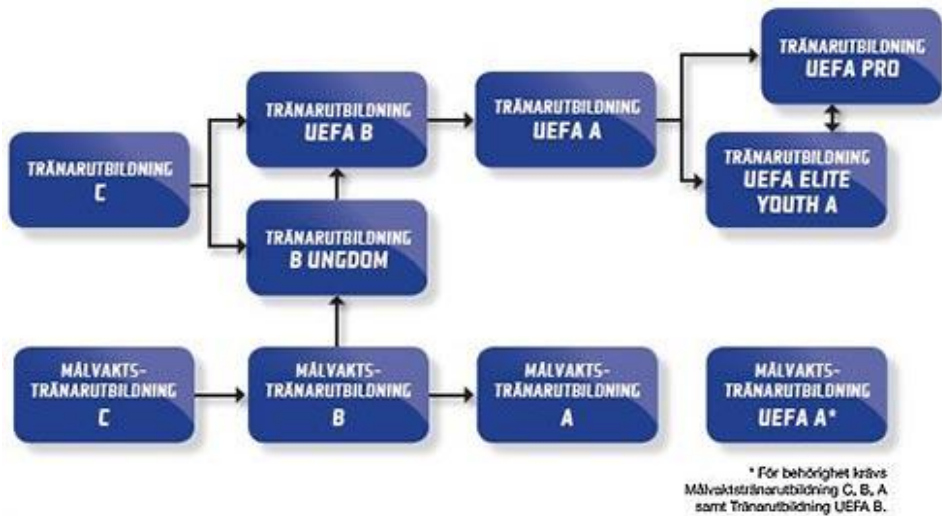 TRÄNARUTBILDNING
UEFA PRO
TRÄNARUTBILDNING
UEFA B
TRÄNARUTBILDNING
UEFA A
TRÄNARUTBILDNING
C
TRÄNARUTBILDNING
UEFA ELITE
YOUTH A
TRÄNARUTBILDNING
B UNGDOM
MÅLVAKTS-
TRÄNARUTBILDNING
C
MÅLVAKTS-
TRÄNARUTBILDNING
B
MÅLVAKTS-
TRÄNARUTBILDNING
A
MÅLVAKTS-
TRÄNARUTBILDNING
UEFA A*
* För behörighet krävs
Målvaktstränarutbildning C, B, A
samt Tränarutbildning UEFA B.